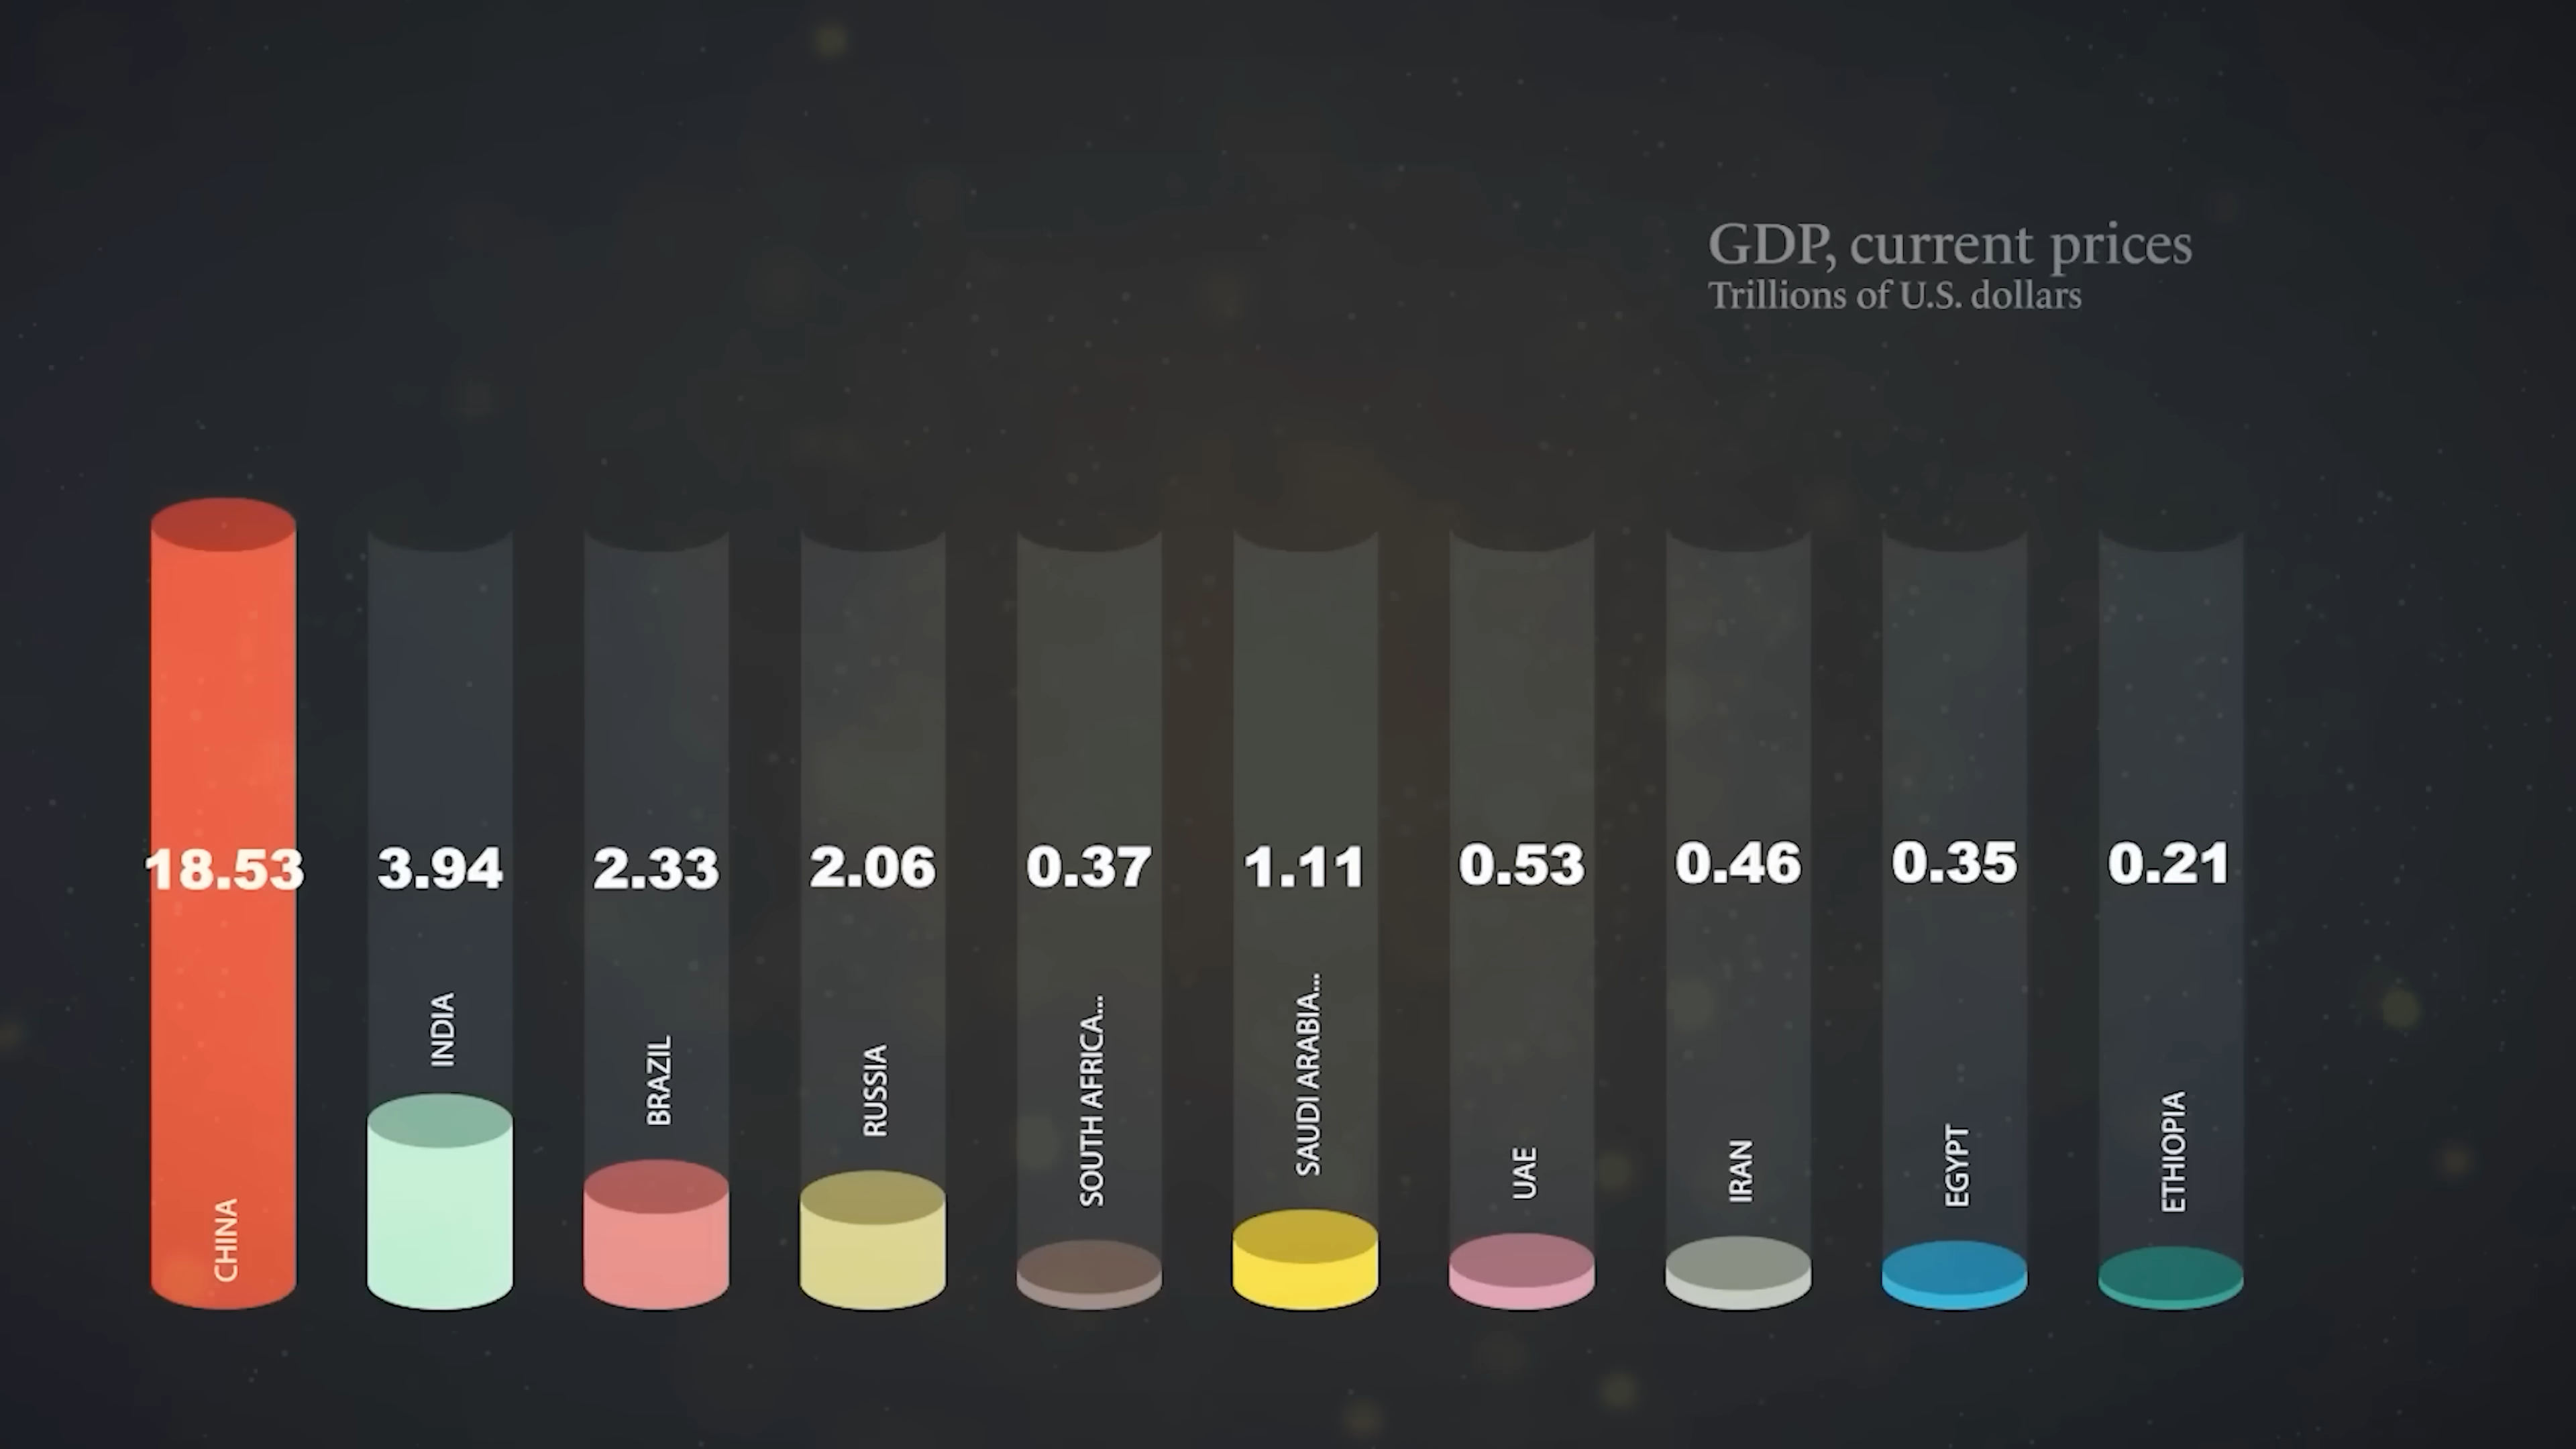 GDP, current prices
Trillions of U.S. dollars
18.53
3.94
2.33
2.06
0.37
1.11
0.53
0.46
0.35
0.21
CHINA
INDIA
BRAZIL
RUSSIA
SOUTH AFRICA...
SAUDI ARABIA...
UAE
IRAN
EGYPT
ETHIOPIA